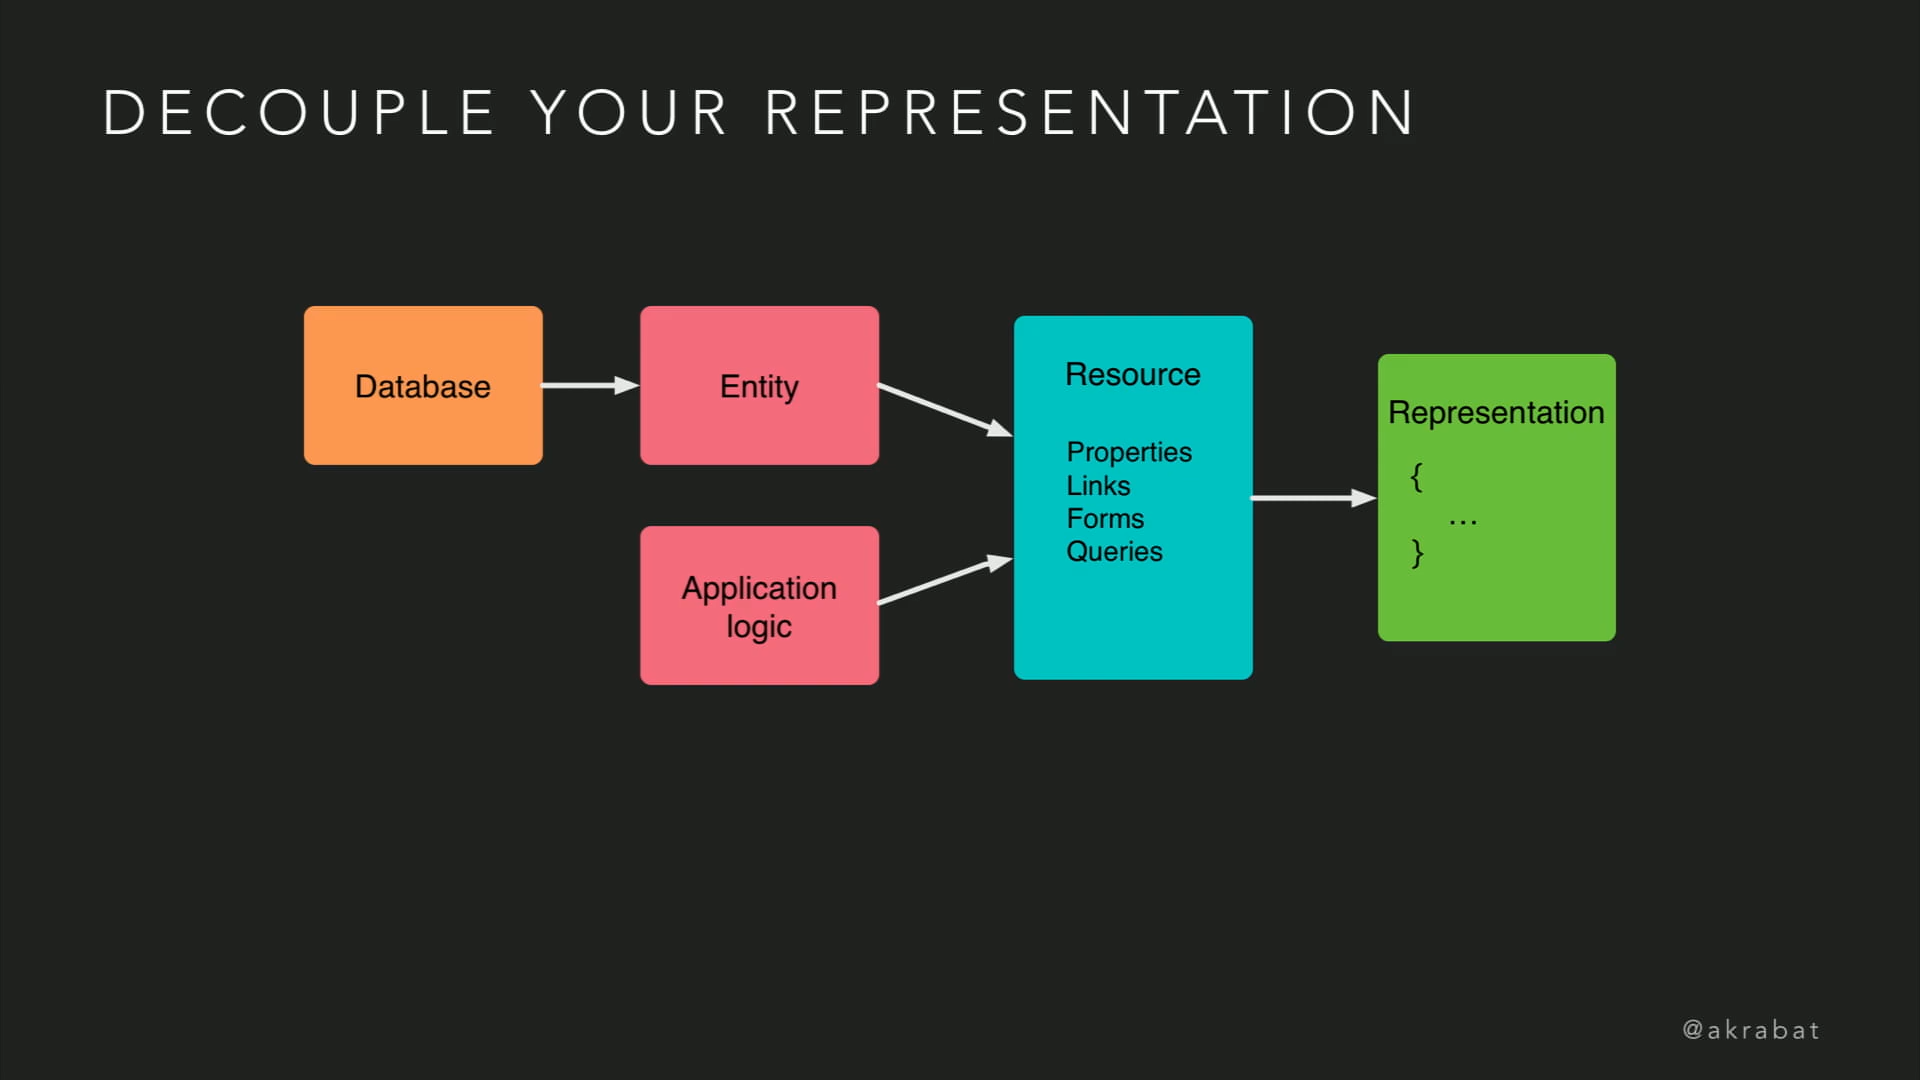 DECOUPLE YOUR REPRESENTATION
Database
Entity
Application
logic
Resource
Properties
Links
Forms
Queries
Representation
{
...
}
@akrabat